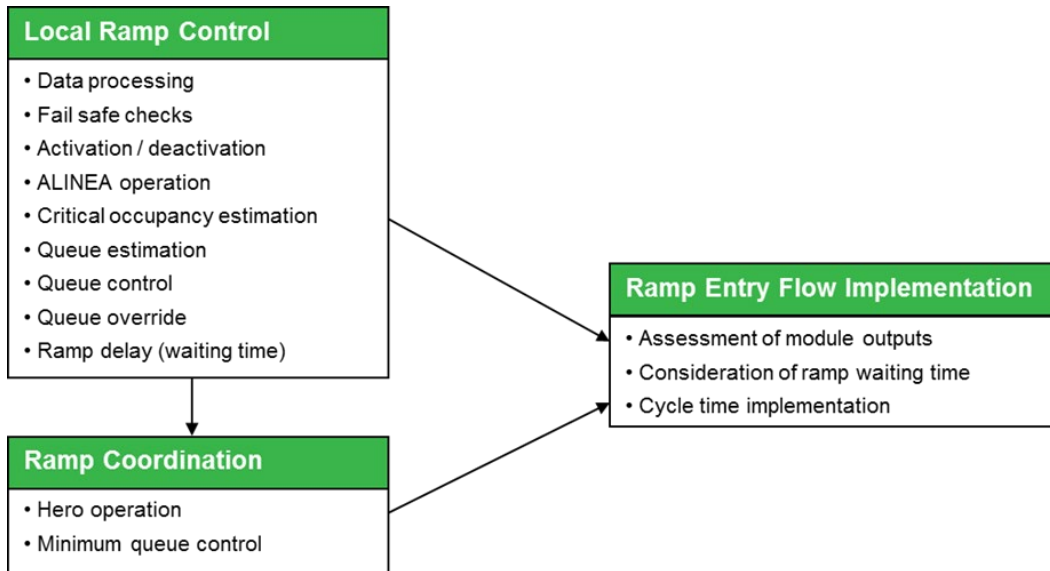 Local Ramp Control
• Data processing
• Fail safe checks
• Activation / deactivation
• ALINEA operation
• Critical occupancy estimation
• Queue estimation
• Queue control
• Queue override
• Ramp delay (waiting time)
Ramp Coordination
• Hero operation
• Minimum queue control
Ramp Entry Flow Implementation
• Assessment of module outputs
• Consideration of ramp waiting time
• Cycle time implementation